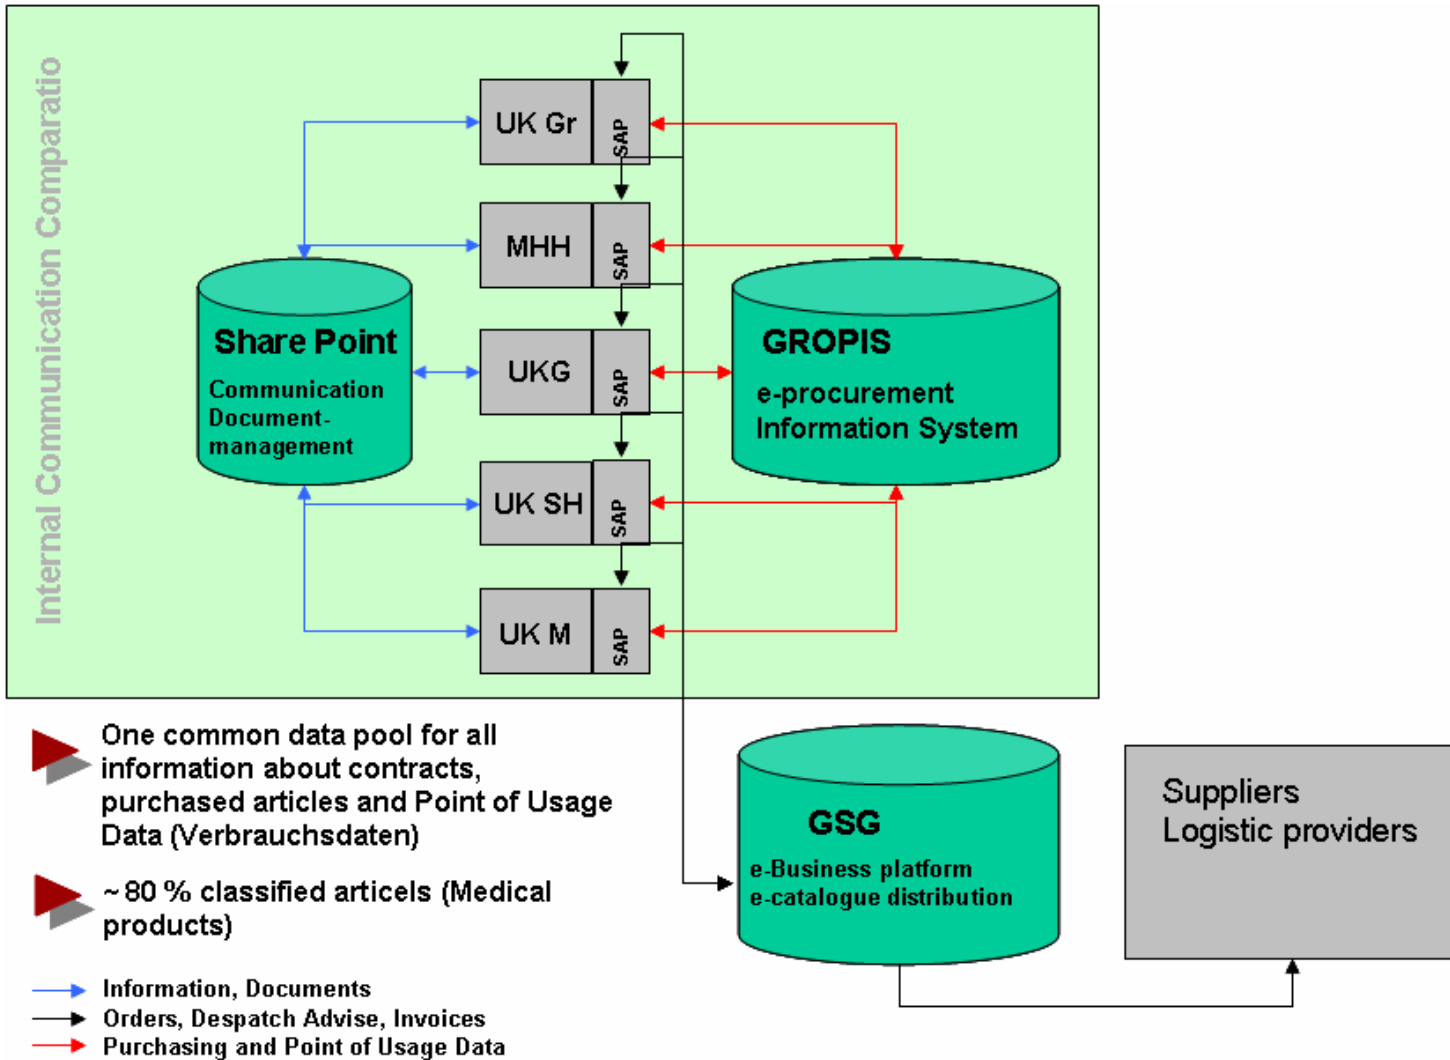 Internal Communication Comparatio
UK Gr
SAP
MHH
SAP
UKG
SAP
UK SH
SAP
UK M
SAP
Share Point
Communication
Document-
management
GROPIS
e-procurement
Information System
One common data pool for all
information about contracts,
purchased articles and Point of Usage
Data (Verbrauchsdaten)
~ 80 % classified articels (Medical
products)
GSG
e-Business platform
e-catalogue distribution
Suppliers
Logistic providers
Information, Documents
Orders, Despatch Advise, Invoices
Purchasing and Point of Usage Data